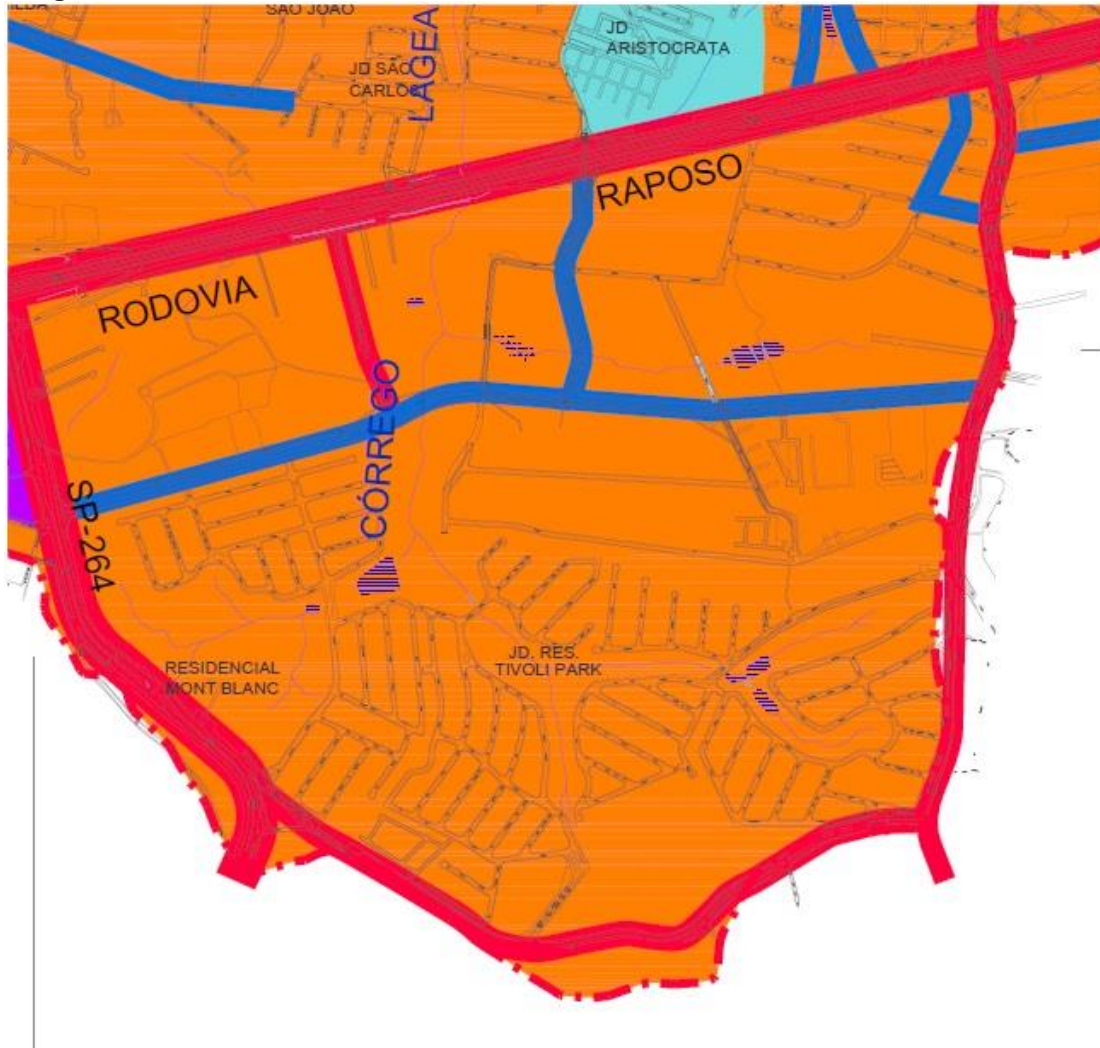 SÃO JOÃO
JD
ARISTOCRATA
JD SÃO
CARLOS
LAGEA
RAPOSO
RODOVIA
CÓRREGO
SP-264
RESIDENCIAL
MONT BLANC
JD. RES.
TIVOLI PARK